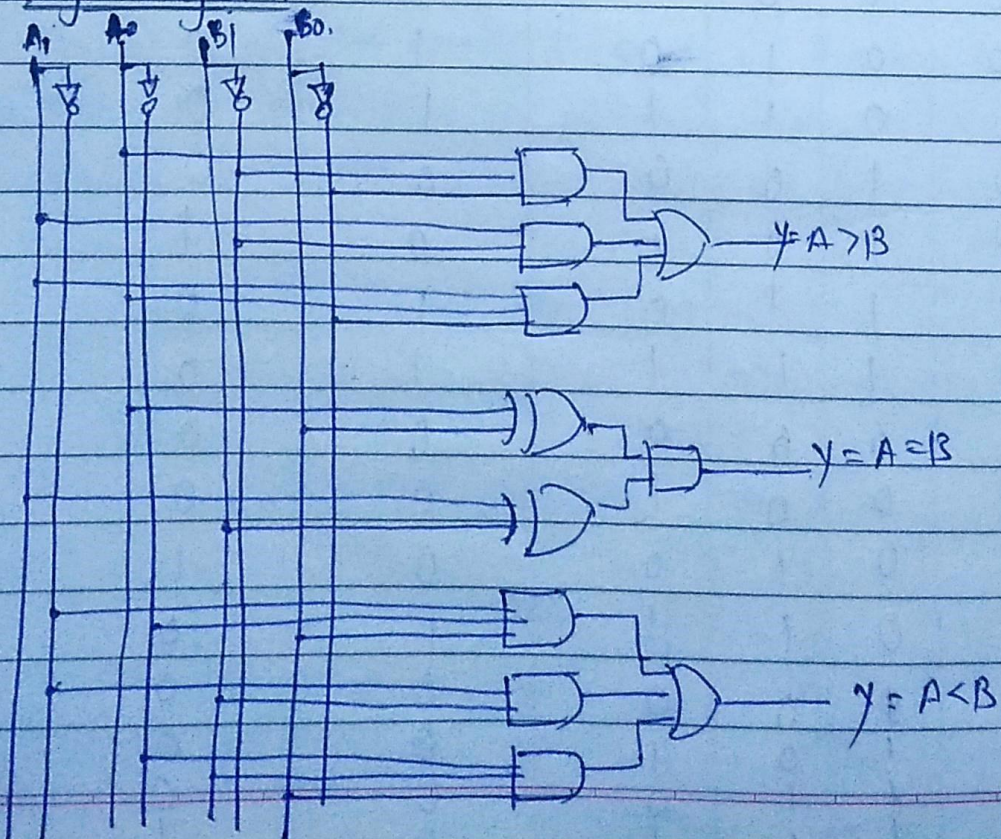 A1 A0 B1 B0.
Y = A > B
Y = A = B
Y = A < B